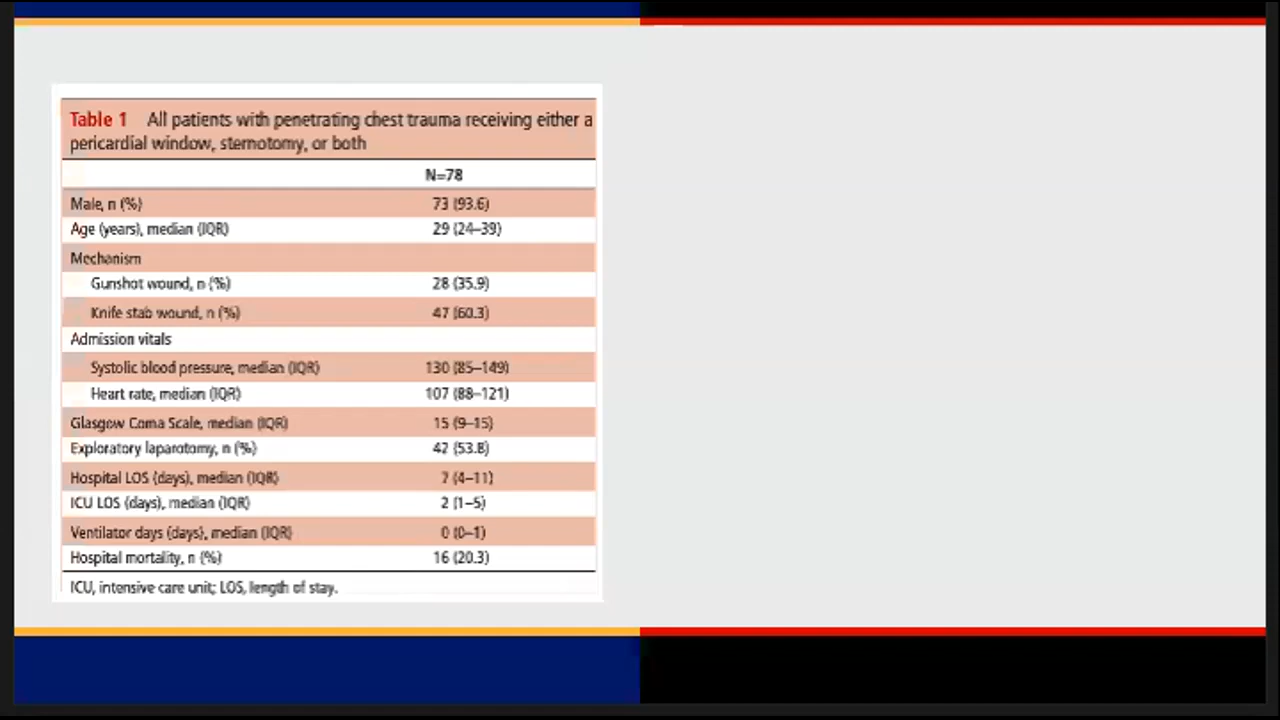 Table 1 All patients with penetrating chest trauma receiving either a
pericardial window, sternotomy, or both
N=78
Male, n (%) 73 (93.6)
Age (years), median (IQR) 29 (24–39)
Mechanism
Gunshot wound, n (%) 28 (35.9)
Knife stab wound, n (%) 47 (60.3)
Admission vitals
Systolic blood pressure, median (IQR) 130 (85–149)
Heart rate, median (IQR) 107 (88–121)
Glasgow Coma Scale, median (IQR) 15 (9–15)
Exploratory laparotomy, n (%) 42 (53.8)
Hospital LOS (days), median (IQR) 7 (4–11)
ICU LOS (days), median (IQR) 2 (1–5)
Ventilator days (days), median (IQR) 0 (0–1)
Hospital mortality, n (%) 16 (20.3)
ICU, intensive care unit; LOS, length of stay.